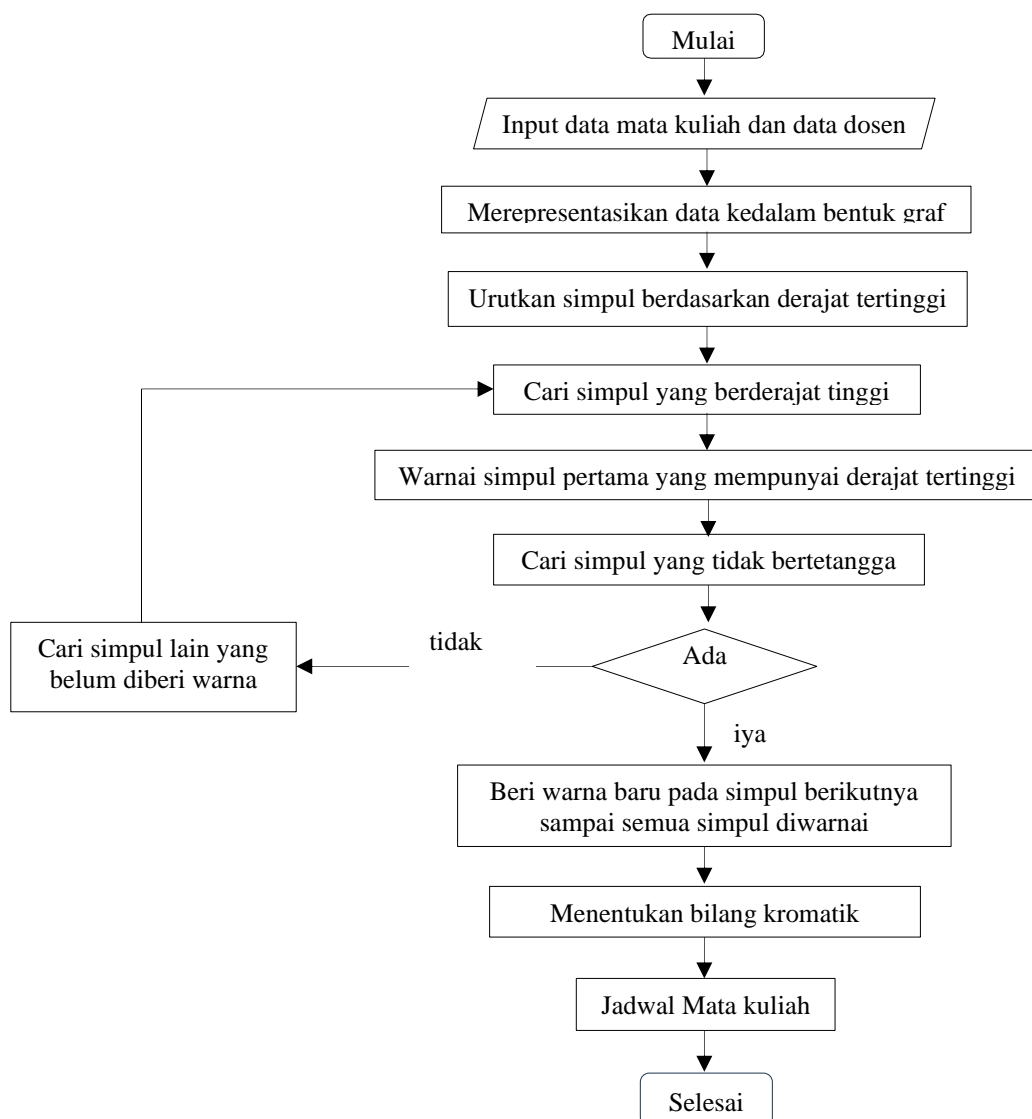 Mulai
Input data mata kuliah dan data dosen
Merepresentasikan data kedalam bentuk graf
Urutkan simpul berdasarkan derajat tertinggi
Cari simpul yang berderajat tinggi
Warnai simpul pertama yang mempunyai derajat tertinggi
Cari simpul yang tidak bertetangga
Cari simpul lain yang
belum diberi warna
tidak
Ada
iya
Beri warna baru pada simpul berikutnya
sampai semua simpul diwarnai
Menentukan bilang kromatik
Jadwal Mata kuliah
Selesai